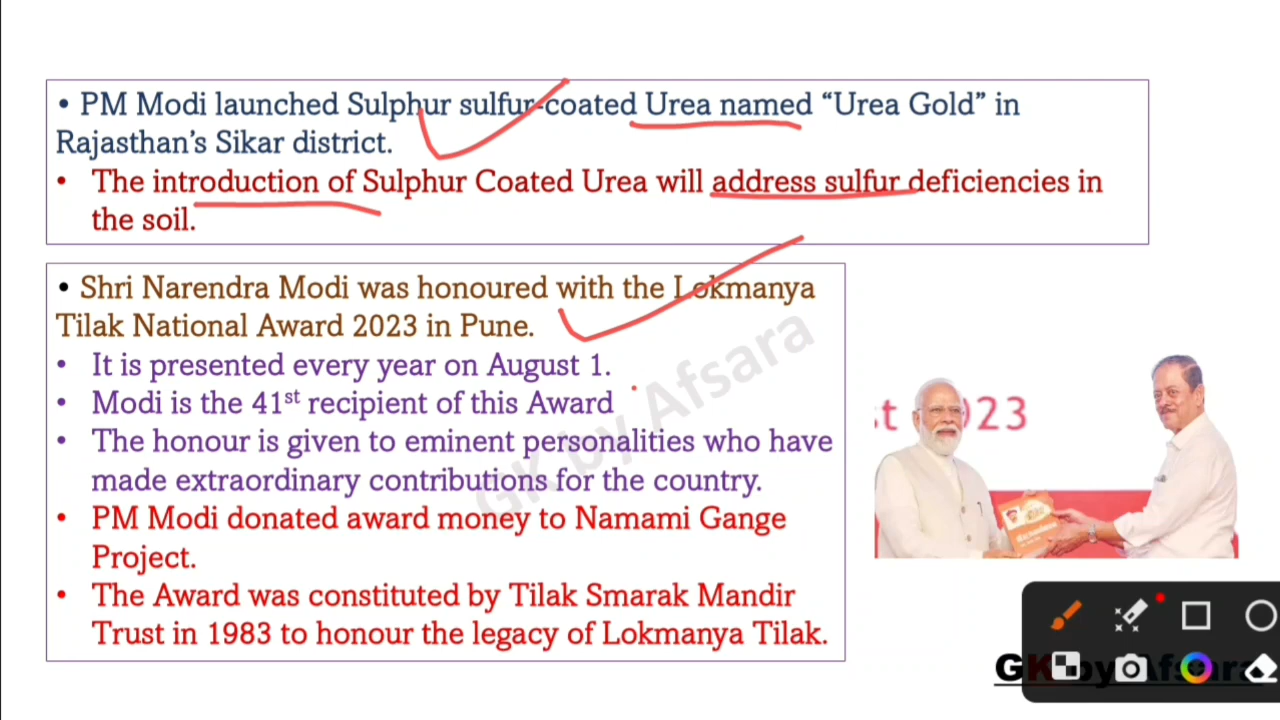 • PM Modi launched Sulphur sulfur-coated Urea named “Urea Gold” in
Rajasthan’s Sikar district.
• The introduction of Sulphur Coated Urea will address sulfur deficiencies in
the soil.
• Shri Narendra Modi was honoured with the Lokmanya
Tilak National Award 2023 in Pune.
• It is presented every year on August 1.
• Modi is the 41st recipient of this Award
• The honour is given to eminent personalities who have
made extraordinary contributions for the country.
• PM Modi donated award money to Namami Gange
Project.
• The Award was constituted by Tilak Smarak Mandir
Trust in 1983 to honour the legacy of Lokmanya Tilak.
GK by Afsara
st 2023
GK by Afsara